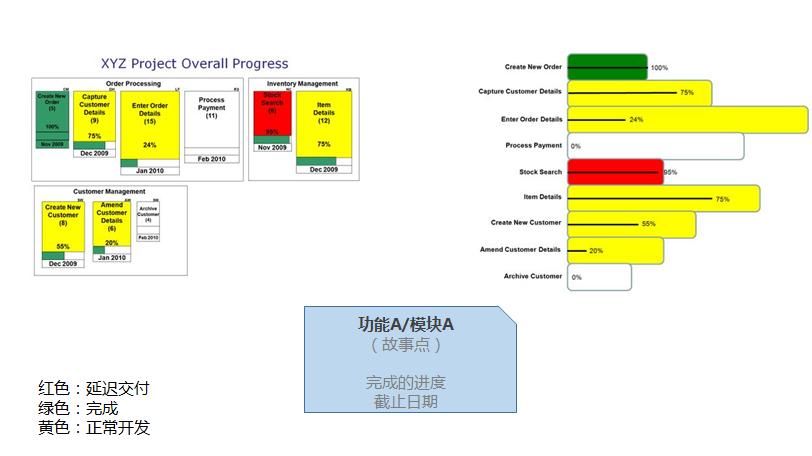 XYZ Project Overall Progress
Order Processing
Create New
Order
(5)
100%
Nov 2009
Capture
Customer
Details
(9)
75%
Dec 2009
Enter Order
Details
(15)
24%
Jan 2010
Process
Payment
(11)
Feb 2010
Inventory Management
Stock
Search
(6)
95%
Nov 2009
Item
Details
(12)
75%
Dec 2009
Customer Management
Create New
Customer
(8)
55%
Dec 2009
Amend
Customer
Details
(6)
20%
Jan 2010
Archive
Customer
(4)
Feb 2010
Create New Order
100%
Capture Customer Details
75%
Enter Order Details
24%
Process Payment
0%
Stock Search
95%
Item Details
75%
Create New Customer
55%
Amend Customer Details
20%
Archive Customer
0%
功能A/模块A
（故事点）
完成的进度
截止日期
红色：延迟交付
绿色：完成
黄色：正常开发